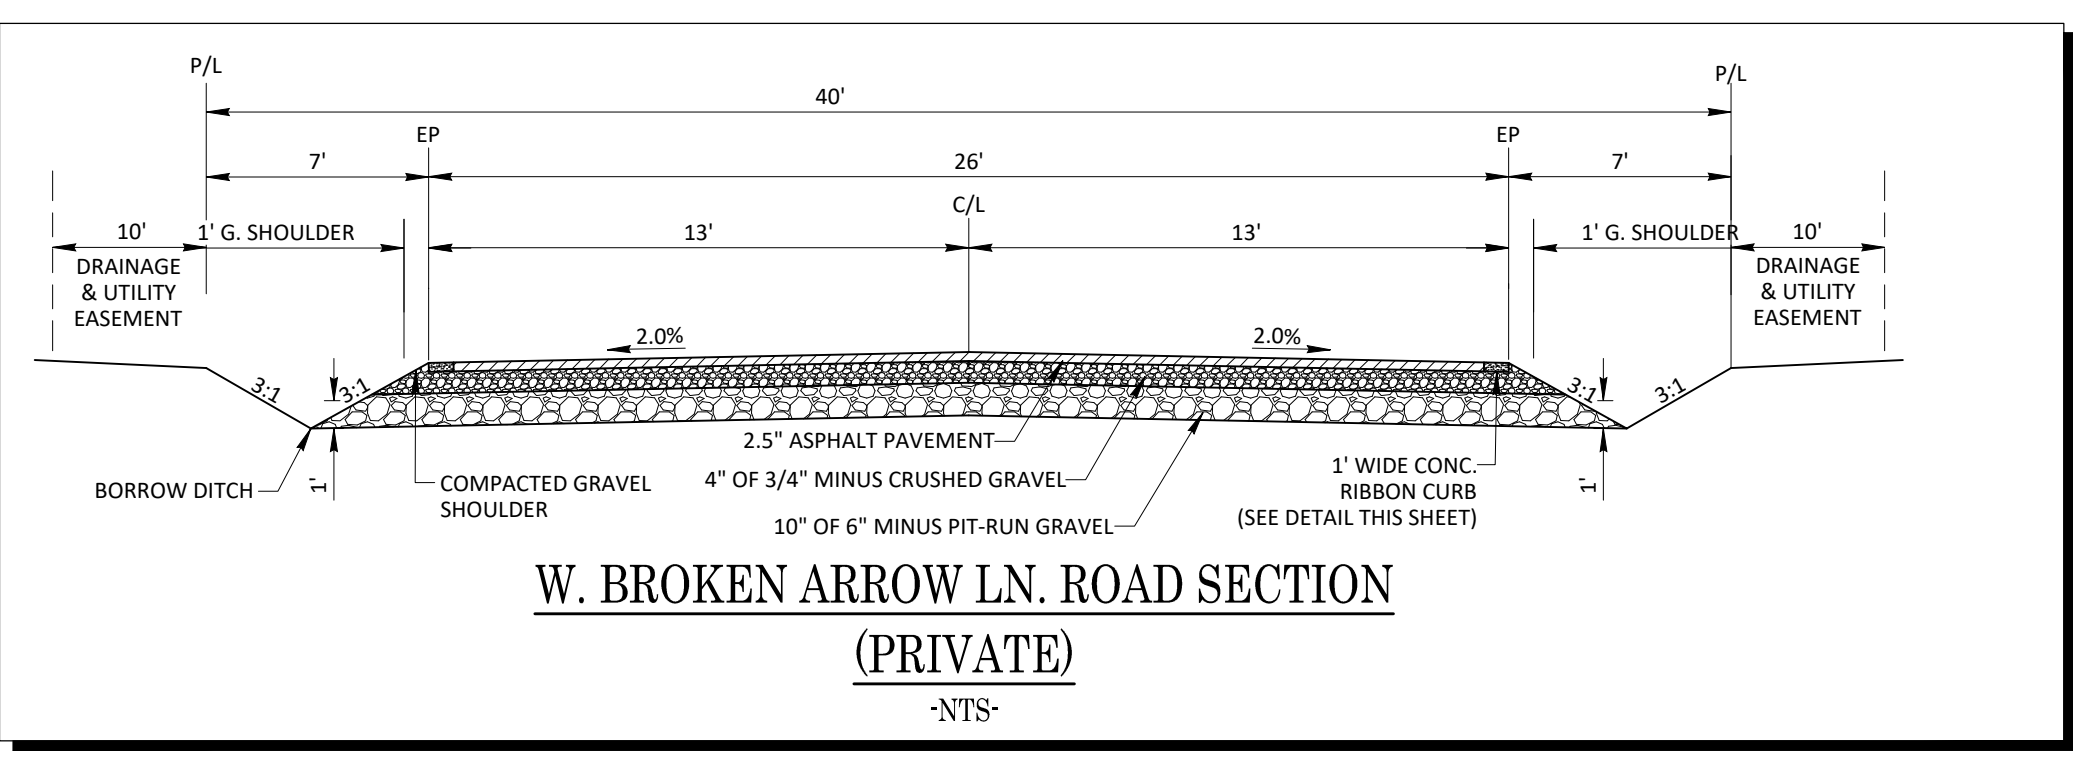 P/L
P/L
40'
EP
EP
7'
26'
7'
C/L
10'
1' G. SHOULDER
13'
13'
1' G. SHOULDER
10'
DRAINAGE
& UTILITY
EASEMENT
DRAINAGE
& UTILITY
EASEMENT
2.0%
2.0%
3:1
3:1
3:1
3:1
2.5" ASPHALT PAVEMENT
4" OF 3/4" MINUS CRUSHED GRAVEL
10" OF 6" MINUS PIT-RUN GRAVEL
BORROW DITCH
1'
COMPACTED GRAVEL
SHOULDER
1' WIDE CONC.
RIBBON CURB
(SEE DETAIL THIS SHEET)
1'
W. BROKEN ARROW LN. ROAD SECTION
(PRIVATE)
-NTS-